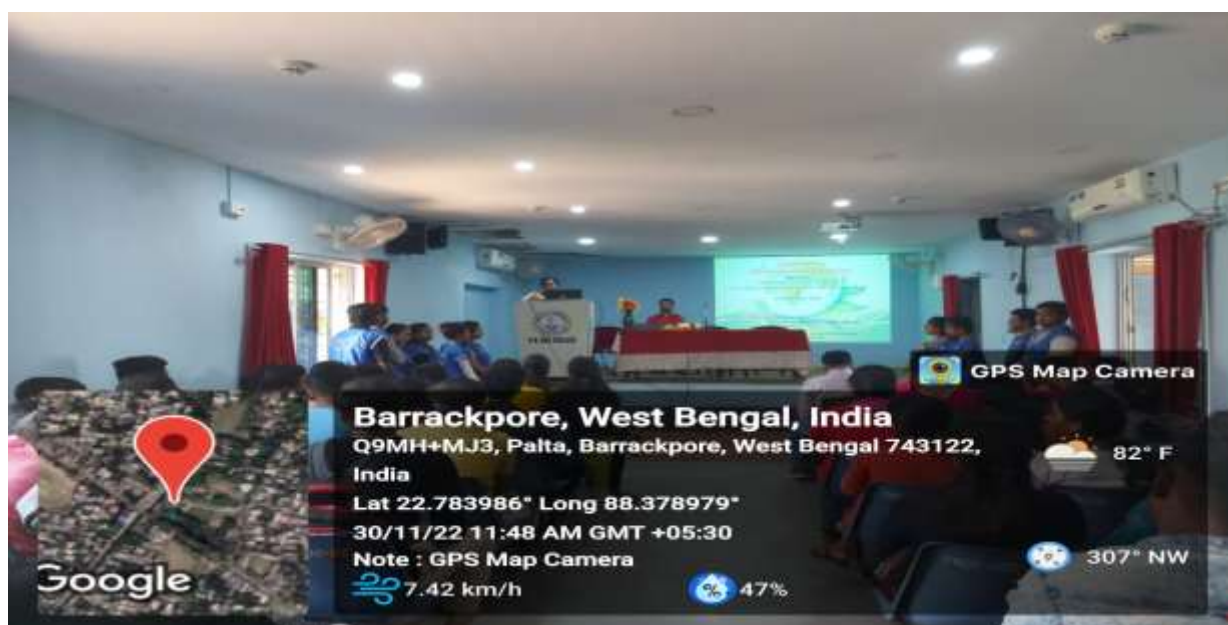 GPS Map Camera
Barrackpore, West Bengal, India
Q9MH+MJ3, Palta, Barrackpore, West Bengal 743122,
India
Lat 22.783986° Long 88.378979°
30/11/22 11:48 AM GMT +05:30
Note : GPS Map Camera
82° F
307° NW
7.42 km/h
47%
Google